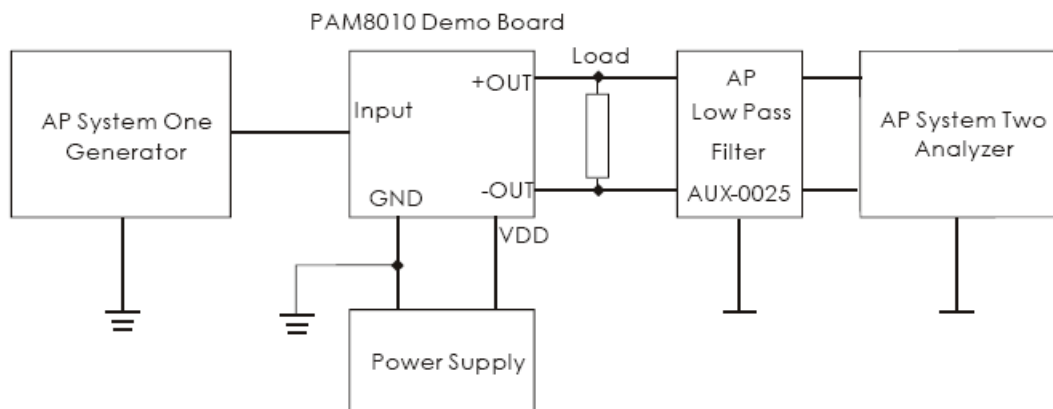 PAM8010 Demo Board
AP System One
Generator
Input
+OUT
-OUT
GND
VDD
Load
AP
Low Pass
Filter
AUX-0025
AP System Two
Analyzer
Power Supply